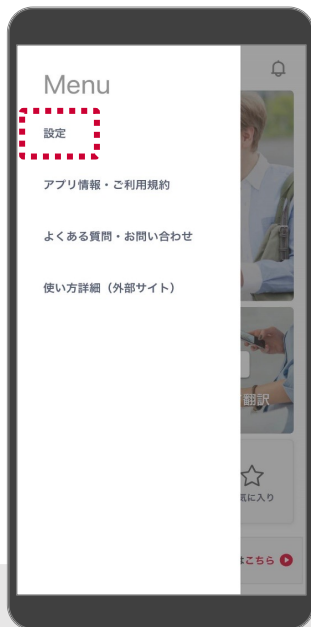 Menu
設定
アプリ情報・ご利用規約
よくある質問・お問い合わせ
使い方詳細（外部サイト）
翻訳
気に入り
はこちら